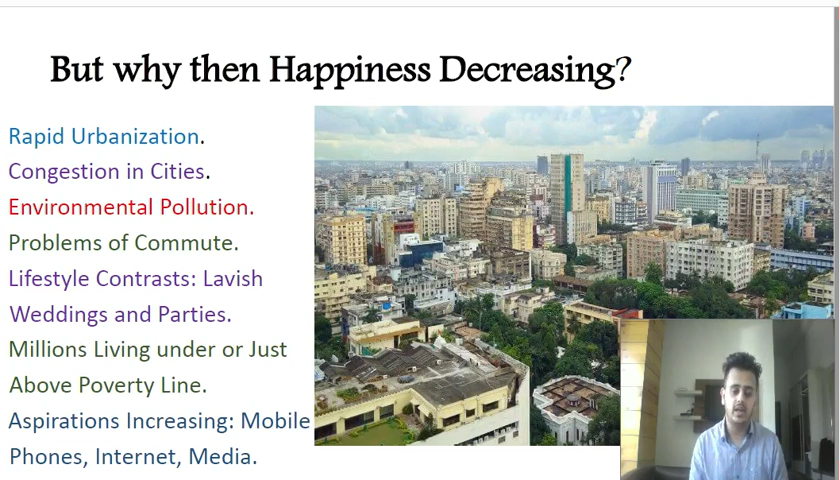 But why then Happiness Decreasing?
Rapid Urbanization.
Congestion in Cities.
Environmental Pollution.
Problems of Commute.
Lifestyle Contrasts: Lavish
Weddings and Parties.
Millions Living under or Just
Above Poverty Line.
Aspirations Increasing: Mobile
Phones, Internet, Media.